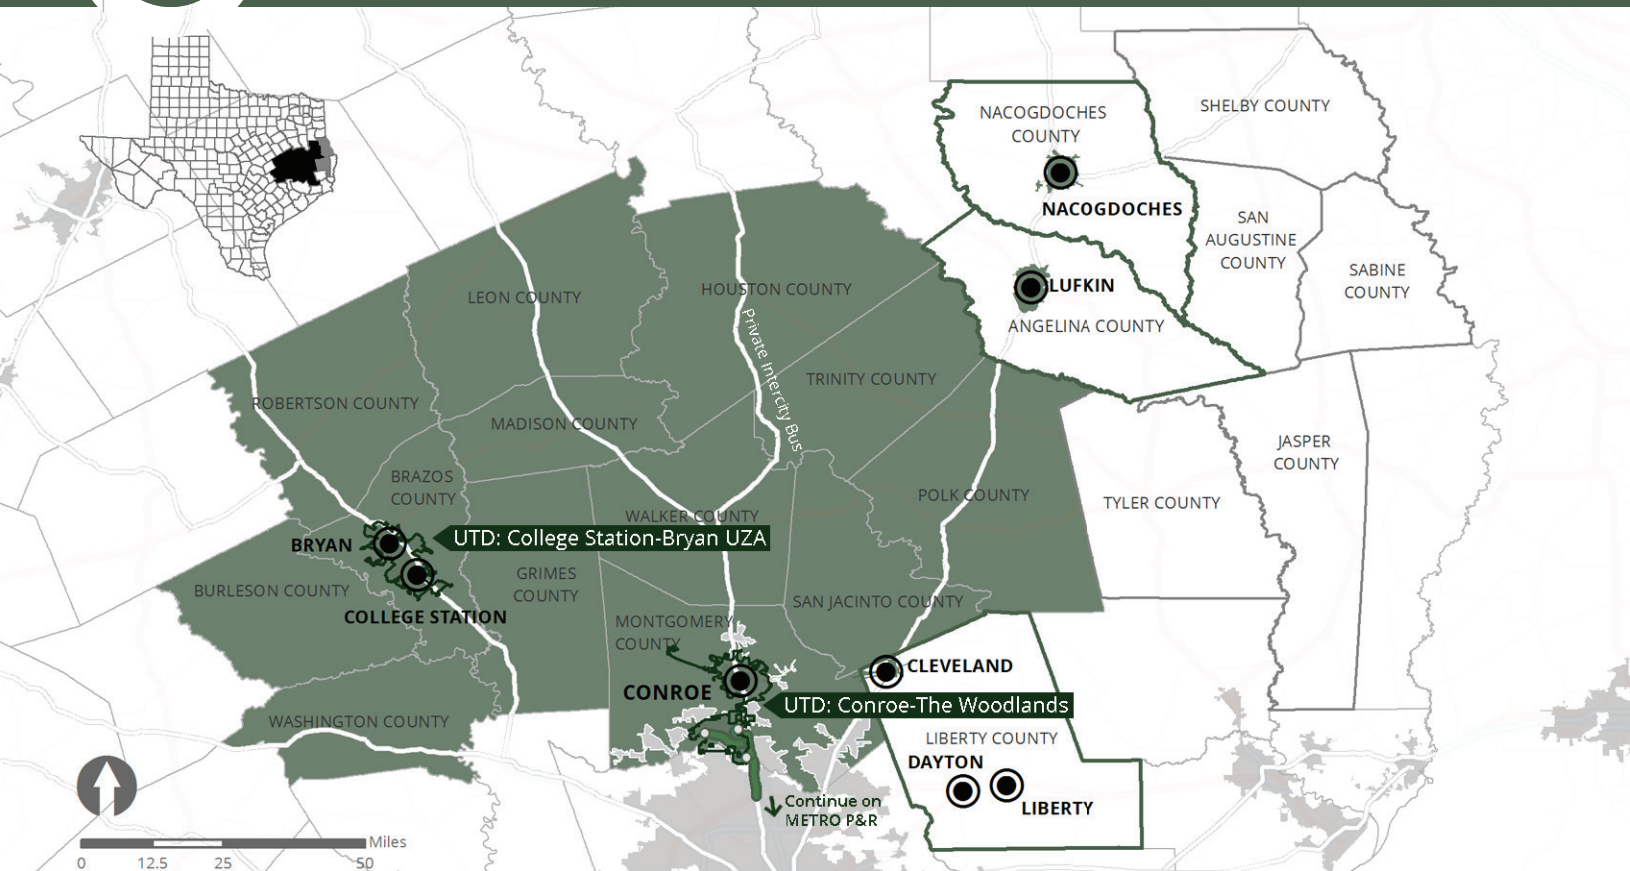 SHELBY COUNTY
NACOGDOCHES
COUNTY
NACOGDOCHES
SAN
AUGUSTINE
COUNTY
SABINE
COUNTY
LUFKIN
ANGELINA COUNTY
LEON COUNTY
HOUSTON COUNTY
Private Intercity Bus
TRINITY COUNTY
ROBERTSON COUNTY
MADISON COUNTY
JASPER
COUNTY
BRAZOS
COUNTY
POLK COUNTY
TYLER COUNTY
WALKER COUNTY
UTD: College Station-Bryan UZA
BRYAN
BURLESON COUNTY
GRIMES
COUNTY
COLLEGE STATION
SAN JACINTO COUNTY
MONTGOMERY
COUNTY
CLEVELAND
CONROE
UTD: Conroe-The Woodlands
WASHINGTON COUNTY
LIBERTY COUNTY
DAYTON
LIBERTY
Continue on
METRO P&R
Miles
0 12.5 25 50